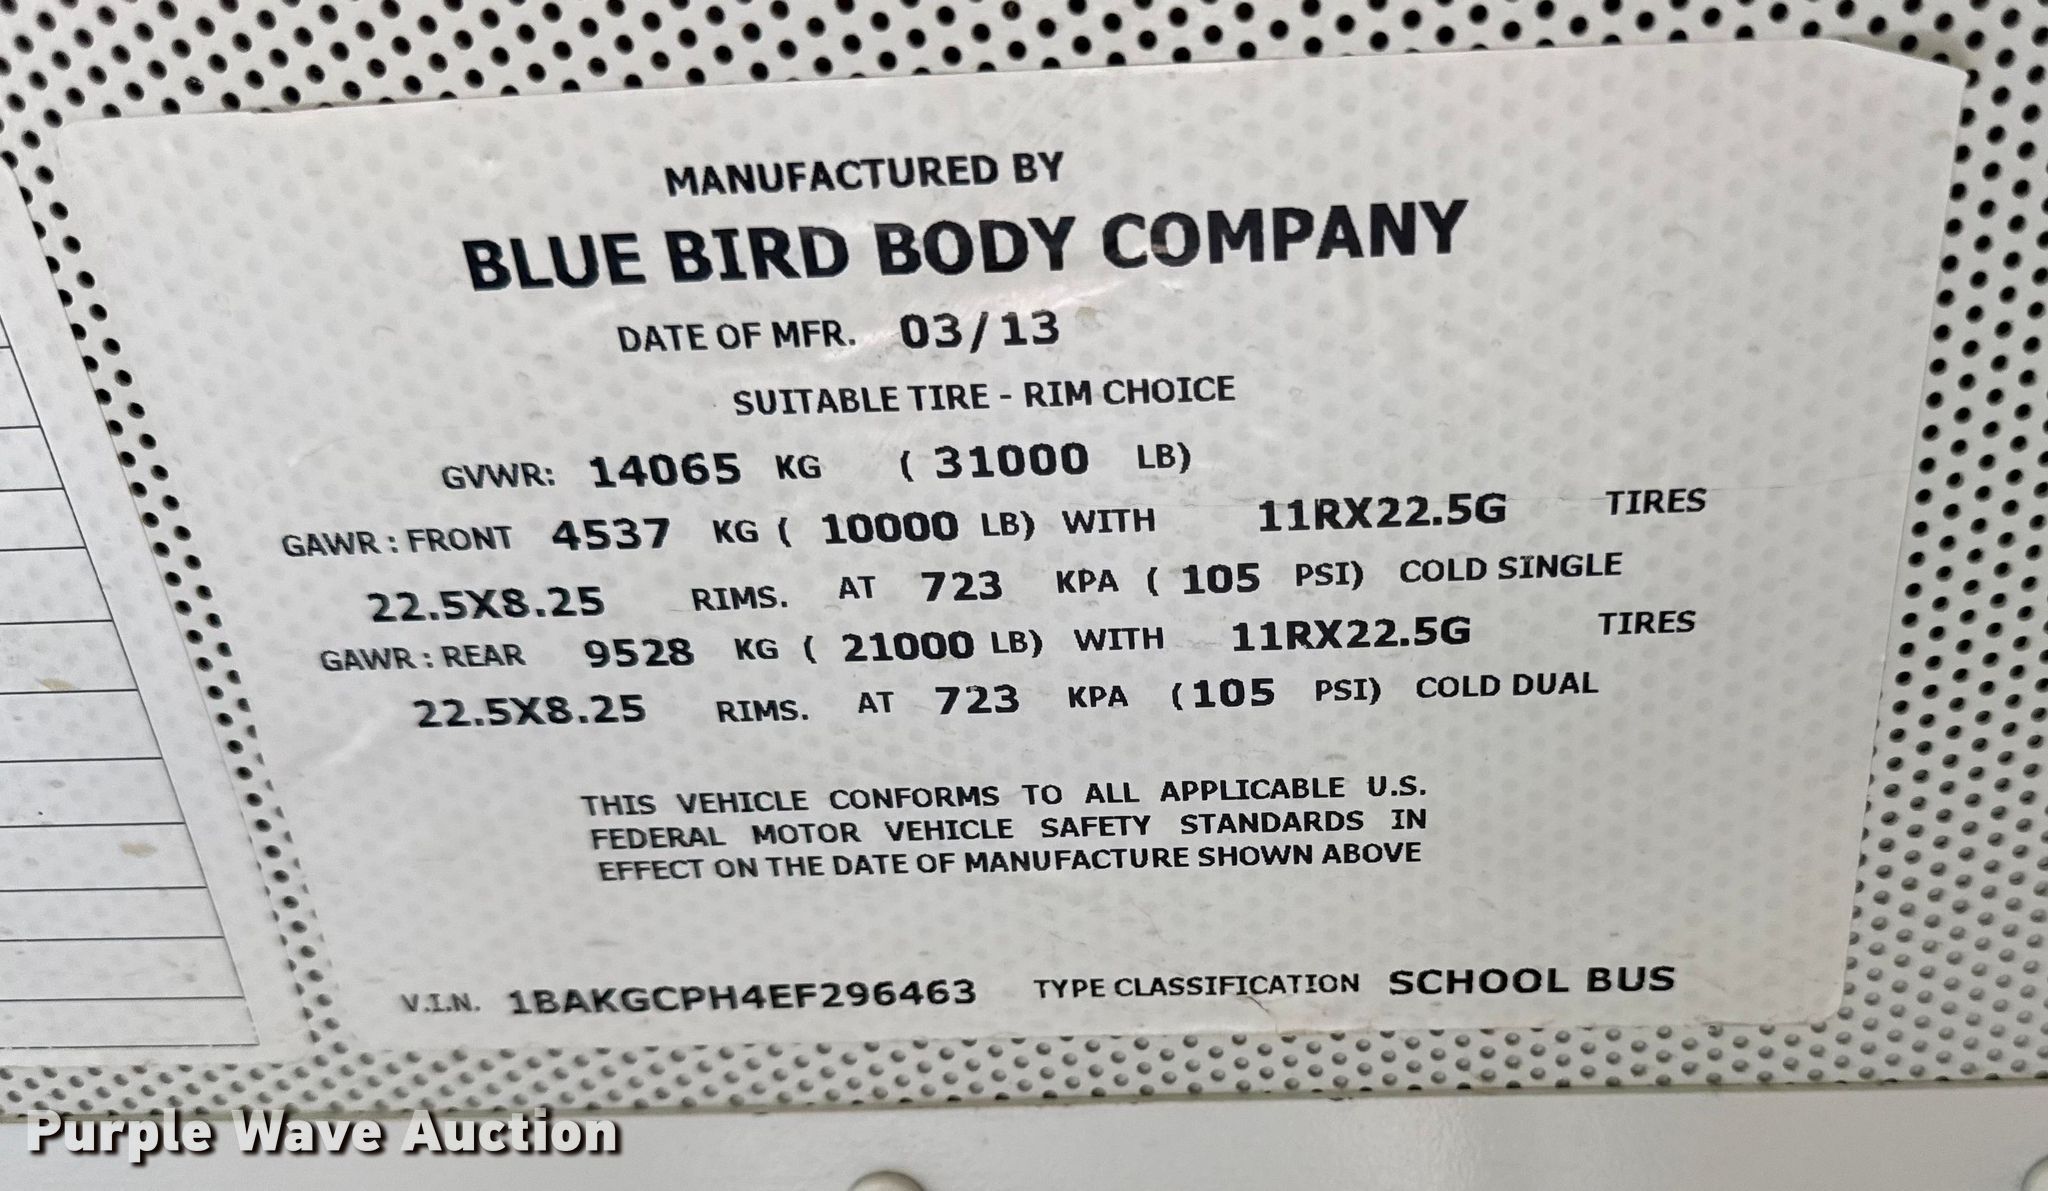 MANUFACTURED BY
BLUE BIRD BODY COMPANY
DATE OF MFR. 03/13
SUITABLE TIRE - RIM CHOICE
GVWR: 14065 KG ( 31000 LB)
GAWR : FRONT 4537 KG ( 10000 LB) WITH 11RX22.5G TIRES
22.5X8.25 RIMS. AT 723 KPA ( 105 PSI) COLD SINGLE
GAWR : REAR 9528 KG ( 21000 LB) WITH 11RX22.5G TIRES
22.5X8.25 RIMS. AT 723 KPA (105 PSI) COLD DUAL
THIS VEHICLE CONFORMS TO ALL APPLICABLE U.S.
FEDERAL MOTOR VEHICLE SAFETY STANDARDS IN
EFFECT ON THE DATE OF MANUFACTURE SHOWN ABOVE
V.I.N. 1BAKGCPH4EF296463 TYPE CLASSIFICATION SCHOOL BUS
Purple Wave Auction